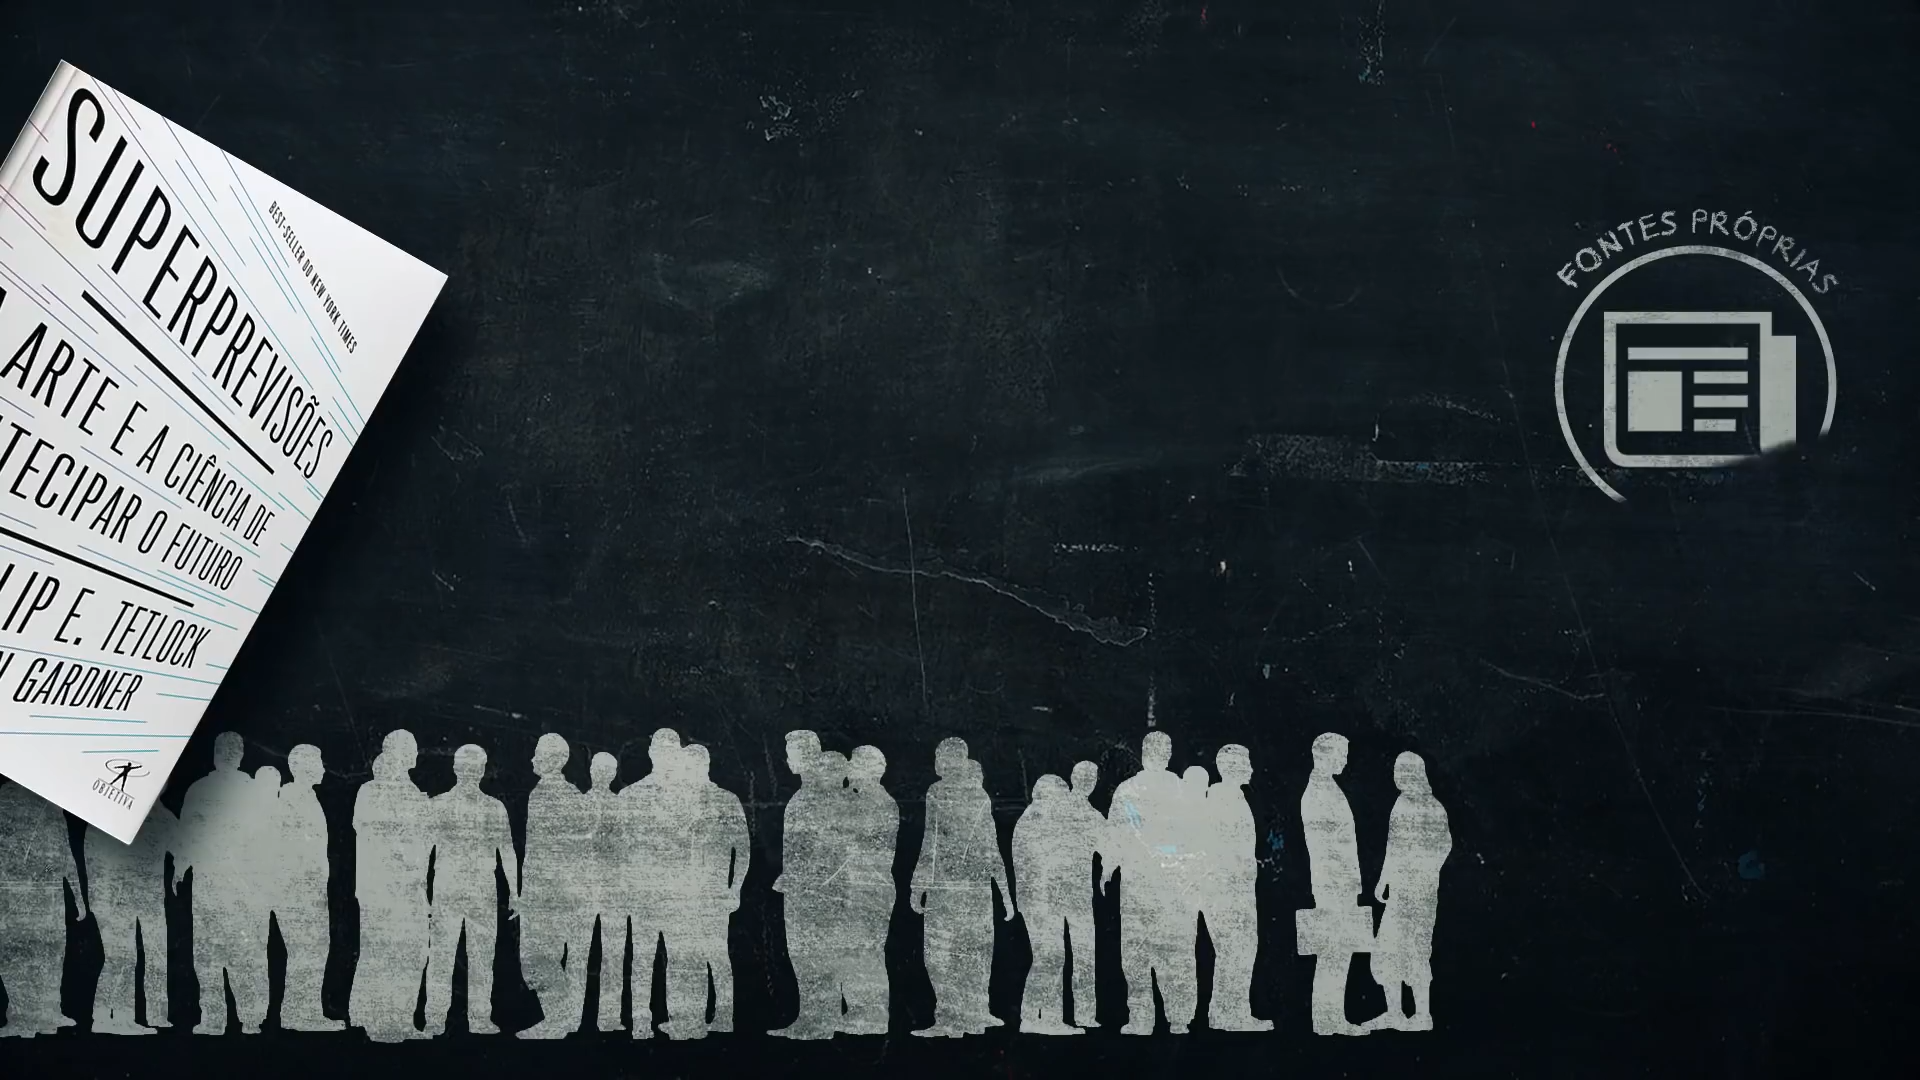 SUPERPREVISÕES
BEST-SELLER DO NEW YORK TIMES
A ARTE E A CIÊNCIA DE
TECIPAR O FUTURO
LIP E. TETLOCK
GARDNER
OBJETIVA
FONTES PRÓPRIAS